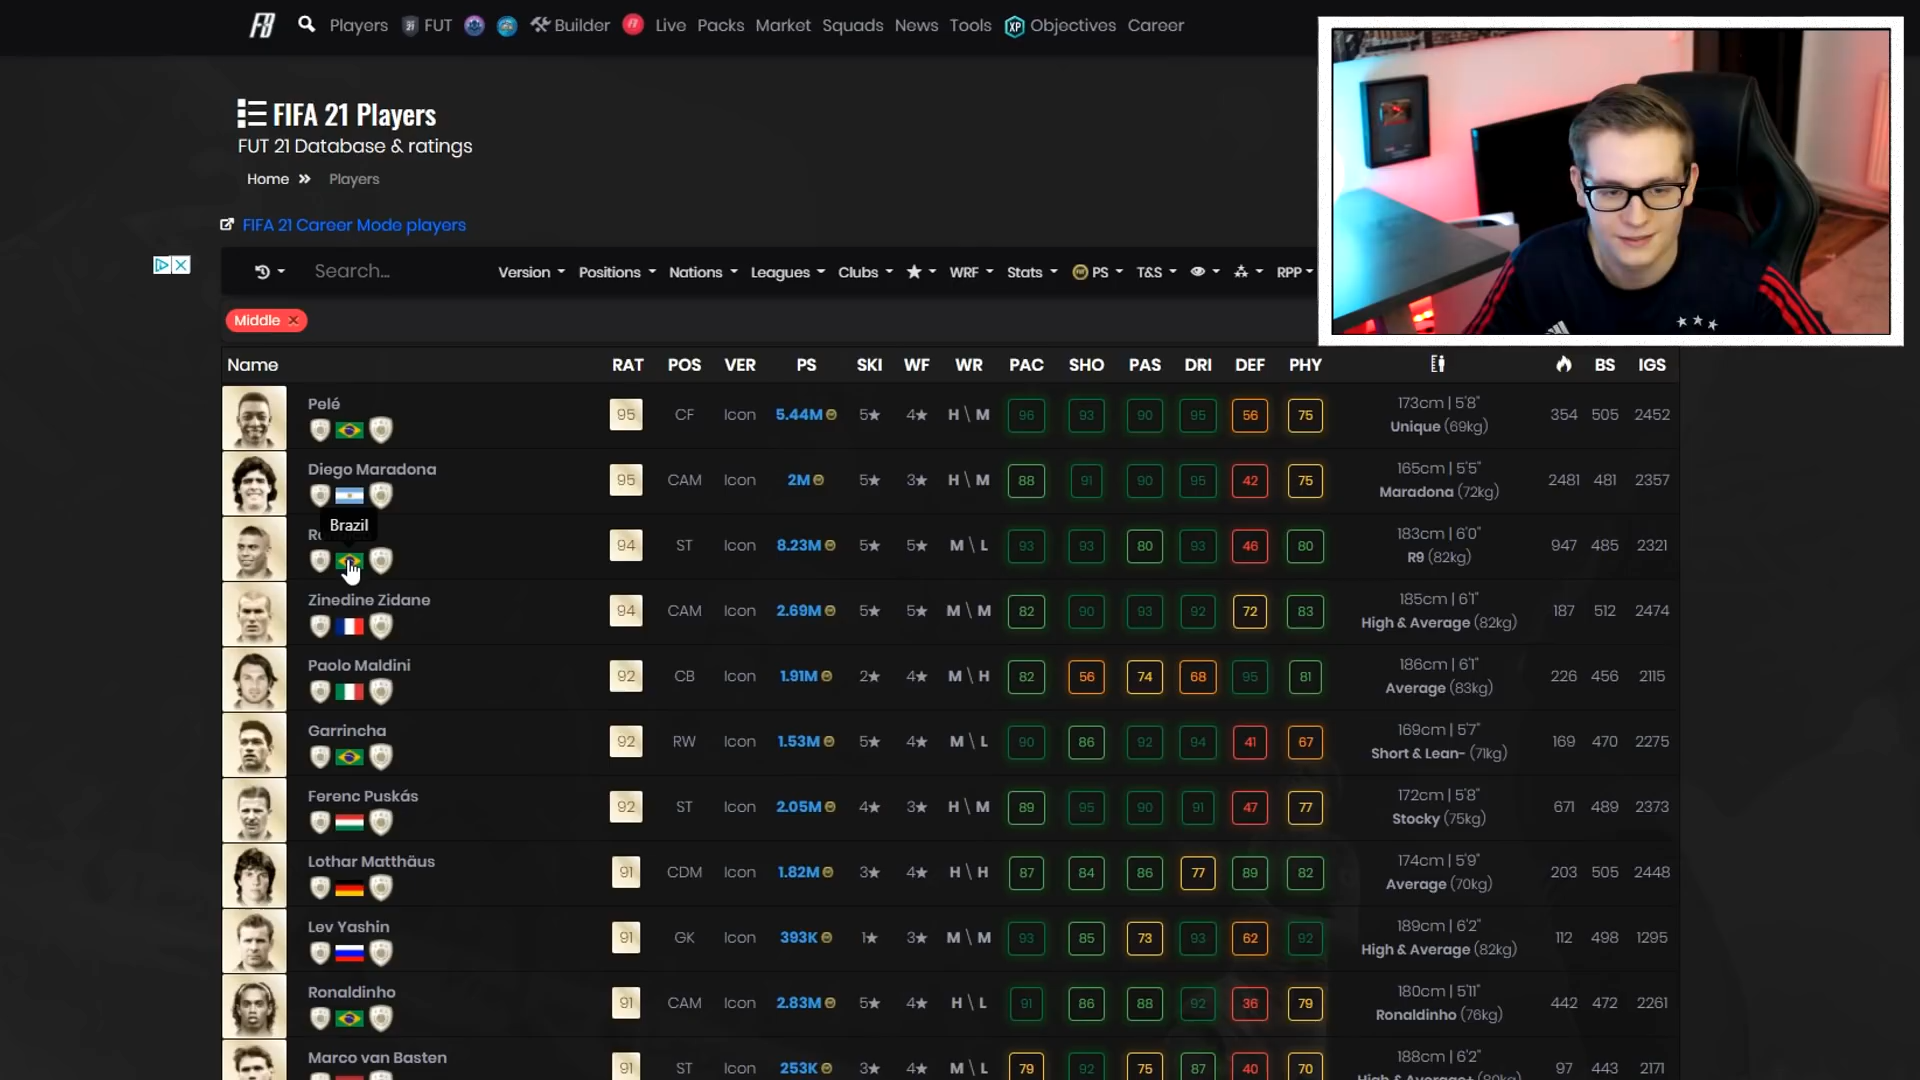 FB Players 21 FUT Builder Live Packs Market Squads News Tools XP Objectives Career
FIFA 21 Players
FUT 21 Database & ratings
Home » Players
FIFA 21 Career Mode players
Search... Version Positions Nations Leagues Clubs WRF Stats PS T&S RPP
Middle ×
Name RAT POS VER PS SKI WF WR PAC SHO PAS DRI DEF PHY BS IGS
Pelé 95 CF Icon 5.44M 5★ 4★ H \ M 96 93 90 95 56 75 173cm | 5'8" 354 505 2452
Unique (69kg)
Diego Maradona 95 CAM Icon 2M 5★ 3★ H \ M 88 91 90 95 42 75 165cm | 5'5" 2481 481 2357
Maradona (72kg)
Brazil
94 ST Icon 8.23M 5★ 5★ M \ L 93 93 80 93 46 80 183cm | 6'0" 947 485 2321
R9 (82kg)
Zinedine Zidane 94 CAM Icon 2.69M 5★ 5★ M \ M 82 90 93 92 72 83 185cm | 6'1" 187 512 2474
High & Average (82kg)
Paolo Maldini 92 CB Icon 1.91M 2★ 4★ M \ H 82 56 74 68 95 81 186cm | 6'1" 226 456 2115
Average (83kg)
Garrincha 92 RW Icon 1.53M 5★ 4★ M \ L 90 86 92 94 41 67 169cm | 5'7" 169 470 2275
Short & Lean- (71kg)
Ferenc Puskás 92 ST Icon 2.05M 4★ 3★ H \ M 89 95 90 91 47 77 172cm | 5'8" 671 489 2373
Stocky (75kg)
Lothar Matthäus 91 CDM Icon 1.82M 3★ 4★ H \ H 87 84 86 77 89 82 174cm | 5'9" 203 505 2448
Average (70kg)
Lev Yashin 91 GK Icon 393K 1★ 3★ M \ M 93 85 73 93 62 92 189cm | 6'2" 112 498 1295
High & Average (82kg)
Ronaldinho 91 CAM Icon 2.83M 5★ 4★ H \ L 91 86 88 92 36 79 180cm | 5'11" 442 472 2261
Ronaldinho (76kg)
Marco van Basten 91 ST Icon 253K 3★ 4★ M \ L 79 92 75 87 40 70 188cm | 6'2" 97 443 2171